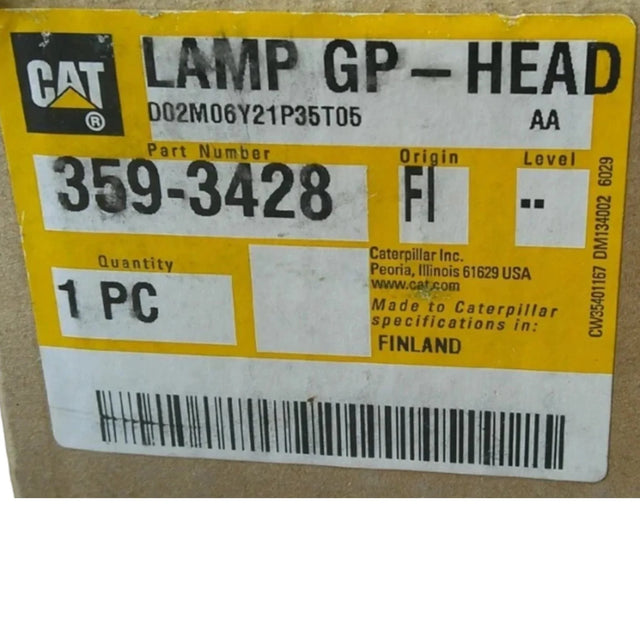 CAT
®
LAMP GP – HEAD
D02M06Y21P35T05
AA
Part Number
Origin
Level
359-3428
FI
--
Quantity
1 PC
Caterpillar Inc.
Peoria, Illinois 61629 USA
www.cat.com
Made to Caterpillar
specifications in:
FINLAND
CW35401167 DM134002 6029